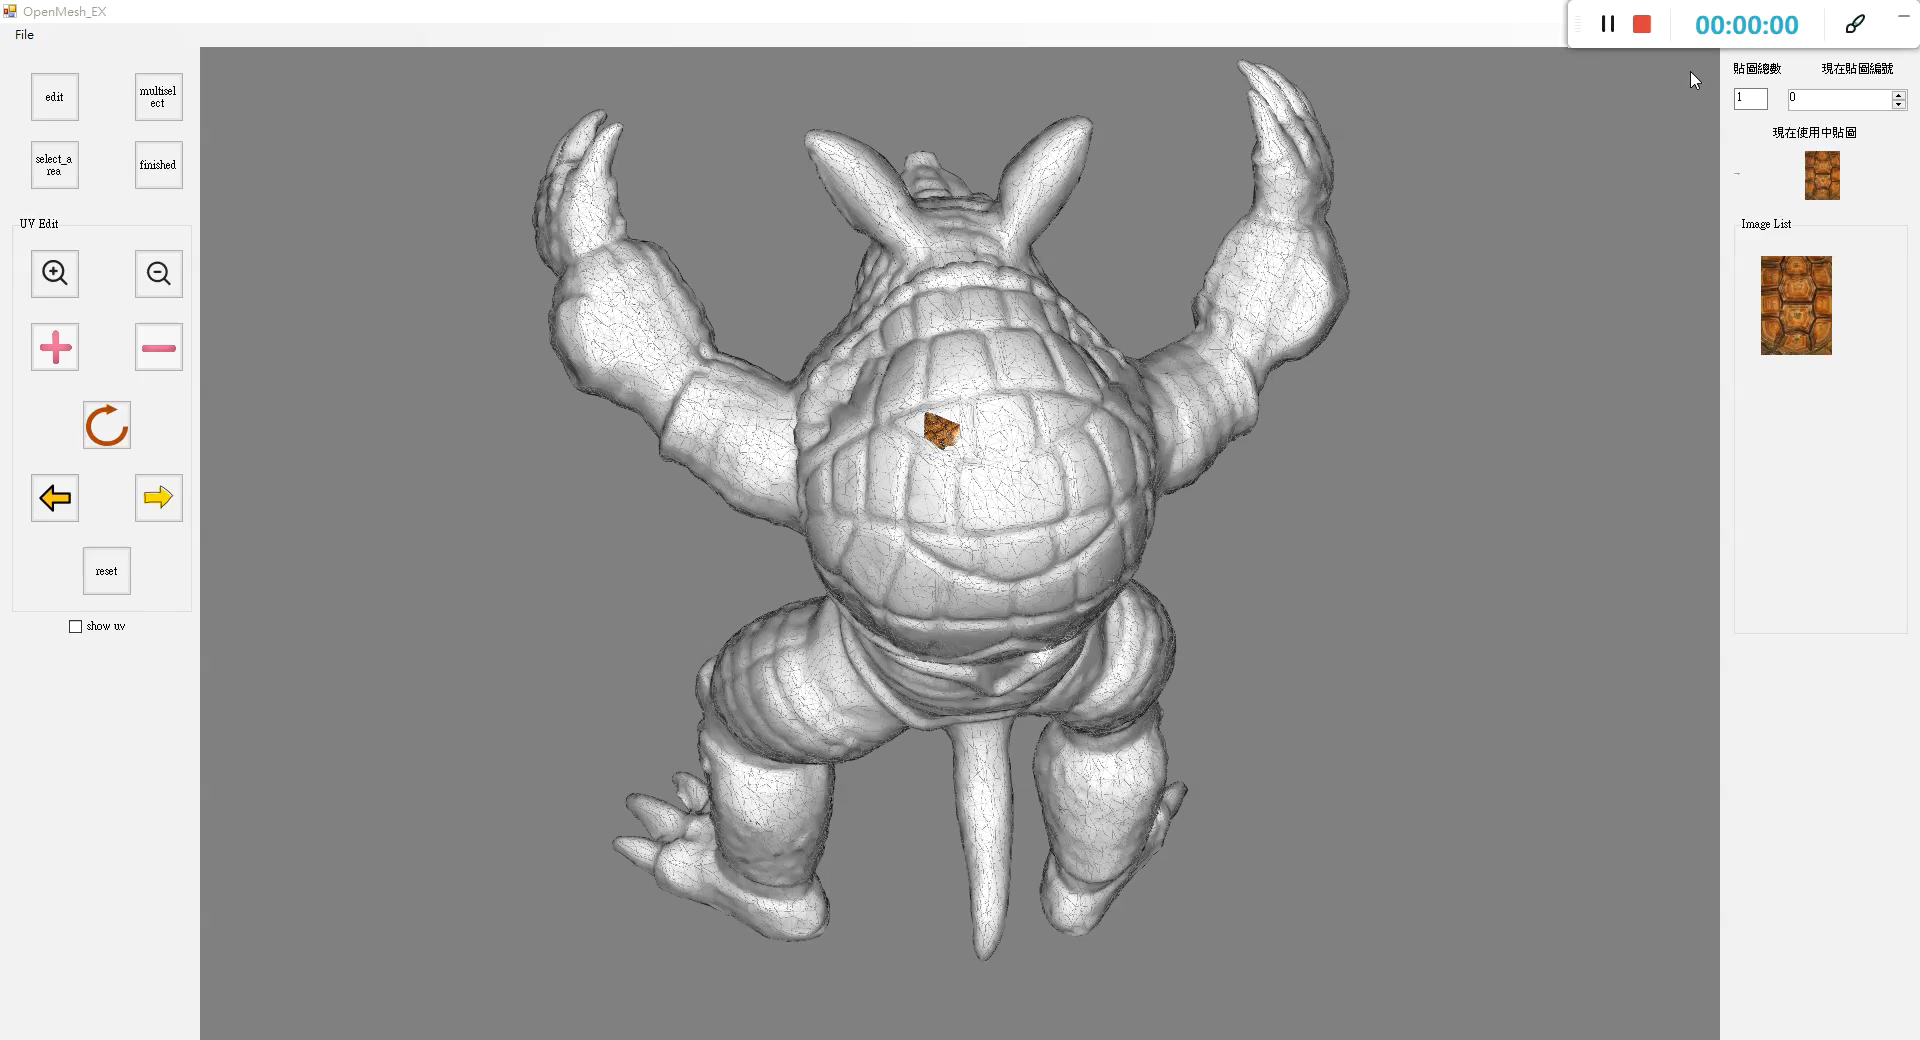 OpenMesh_EX
File
00:00:00
edit
multisel
ect
select_a
rea
finished
UV Edit
reset
show uv
貼圖總數
現在貼圖編號
1
0
現在使用中貼圖
Image List